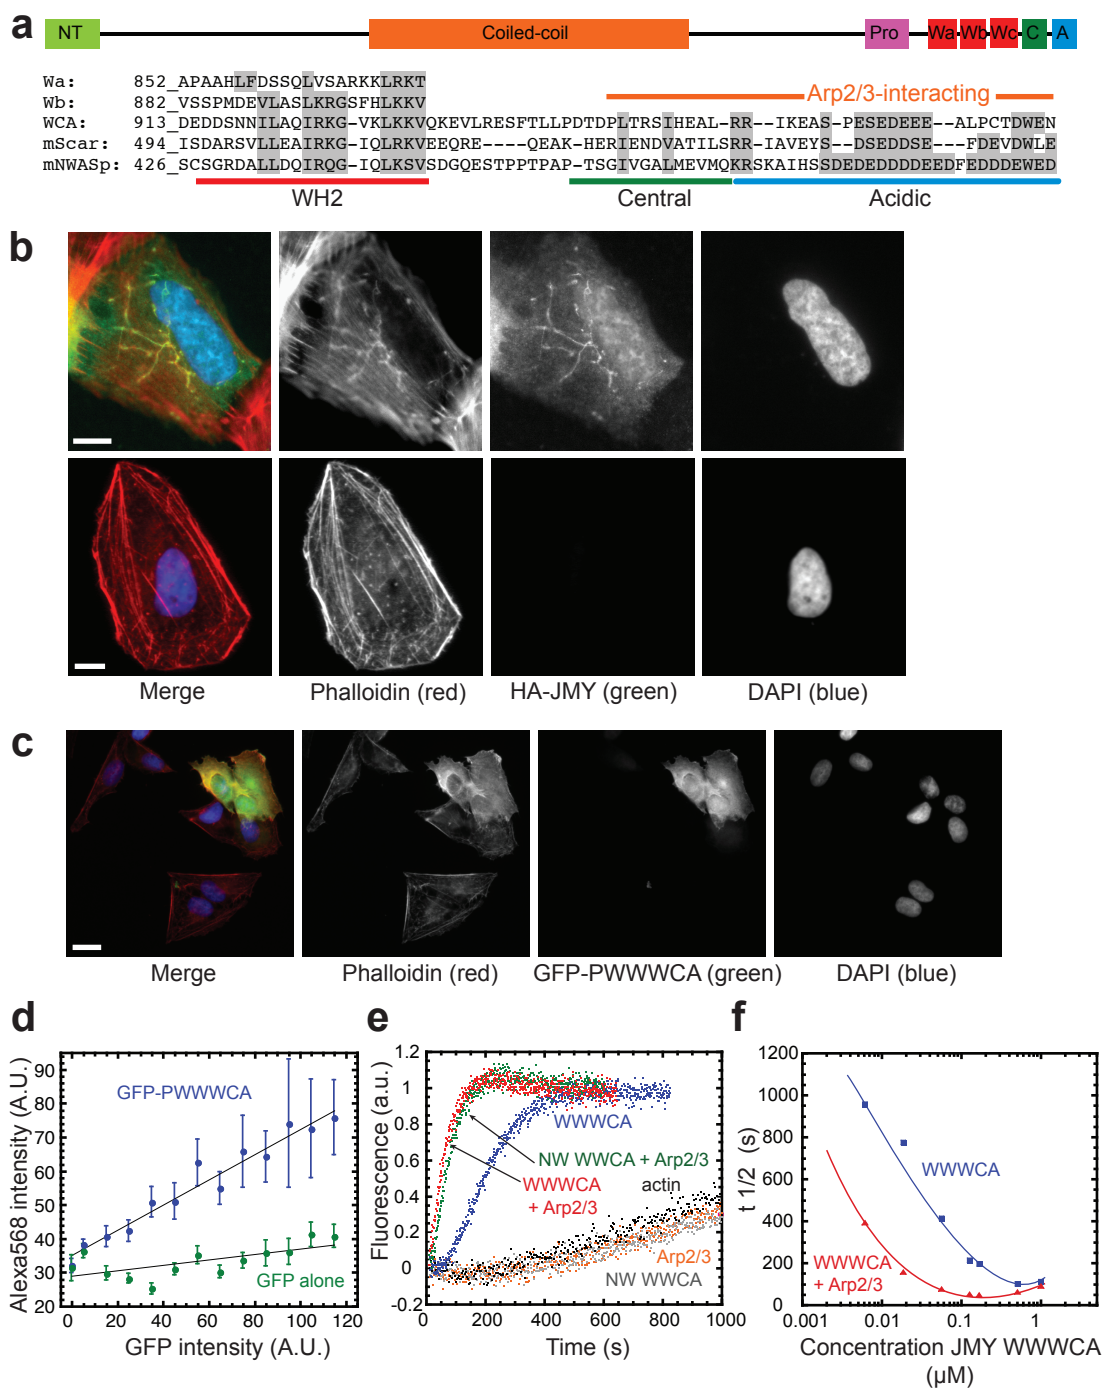 a
NT Coiled-coil Pro Wa Wb Wc C A
Wa: 852_APAAHLFDSSQLVSARKKLRKT
Wb: 882_VSSPMDEVLASLKRGSFHLKKV
Arp2/3-interacting
WCA: 913_DEDDSNNILAQIRKG-VKLKKVQKEVLRESFTLLPDTDPLTRSIHEAL-RR--IKEAS-PESEDEEE--ALPCTDWEN
mScar: 494_ISDARSVLLEAIRKG-IQLRKVEEQRE----QEAK-HERIENDVATILSRR-IAVEYS--DSEDDSE---FDEVDWLE
mNWASp: 426_SCSGRDALLDQIRQG-IQLKSVSDGQESTPPTPAP-TSGIVGALMEVMQKRSKAIHSSDEDEDDDDEEDFEDDDEWED
WH2 Central Acidic
b
Merge Phalloidin (red) HA-JMY (green) DAPI (blue)
c
Merge Phalloidin (red) GFP-PWWWCA (green) DAPI (blue)
d
Alexa568 intensity (A.U.)
90
80
70
60
50
40
30
20
GFP-PWWWCA
GFP alone
0 20 40 60 80 100 120
GFP intensity (A.U.)
e
Fluorescence (a.u.)
1.2
1
0.8
0.6
0.4
0.2
0
-0.2
WWWCA
NW WWCA + Arp2/3
WWWCA
+ Arp2/3
actin
Arp2/3
NW WWCA
0 200 400 600 800 1000
Time (s)
f
t 1/2 (s)
1200
1000
800
600
400
200
0
WWWCA
WWWCA
+ Arp2/3
0.001 0.01 0.1 1
Concentration JMY WWWCA
(µM)